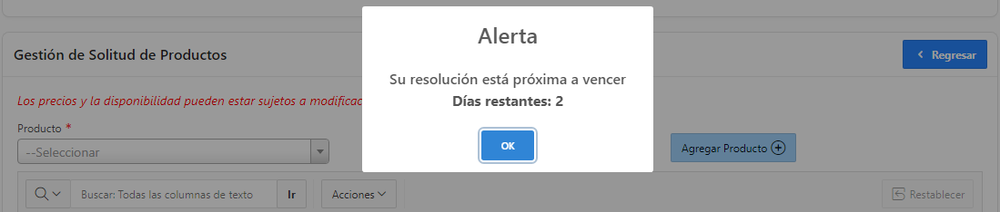 Alerta
Su resolución está próxima a vencer
Días restantes: 2
OK
Gestión de Solitud de Productos
Regresar
Los precios y la disponibilidad pueden estar sujetos a
Producto *
--Seleccionar
Agregar Producto
Buscar: Todas las columnas de texto
Ir
Acciones
Restablecer